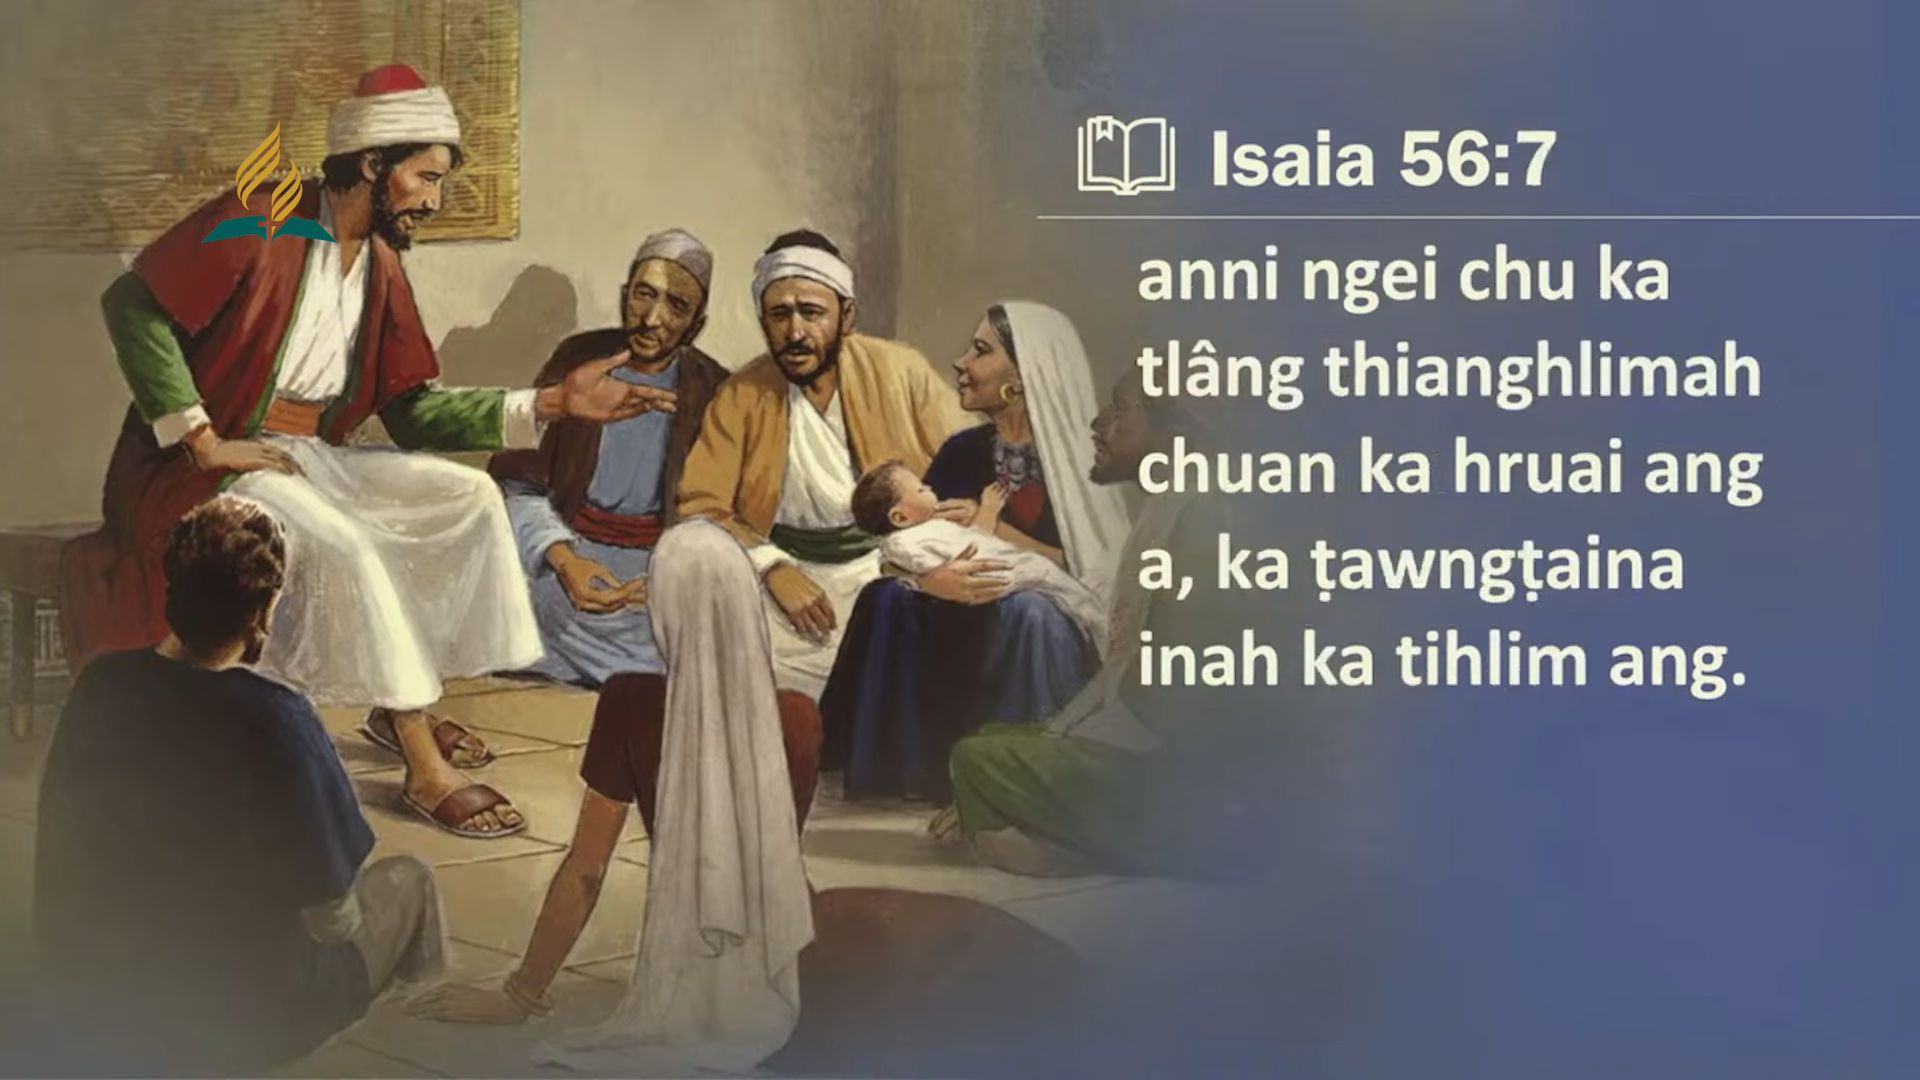 Isaia 56:7
anni ngei chu ka
tlâng thianghlimah
chuan ka hruai ang
a, ka ṭawngṭaina
inah ka tihlim ang.